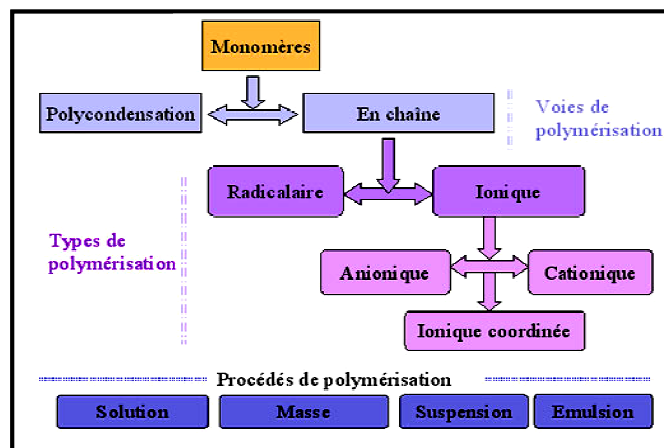 Monomères
Polycondensation
En chaîne
Voies de
polymérisation
Radicalaire
Ionique
Types de
polymérisation
Anionique
Cationique
Ionique coordinée
Procédés de polymérisation
Solution
Masse
Suspension
Emulsion